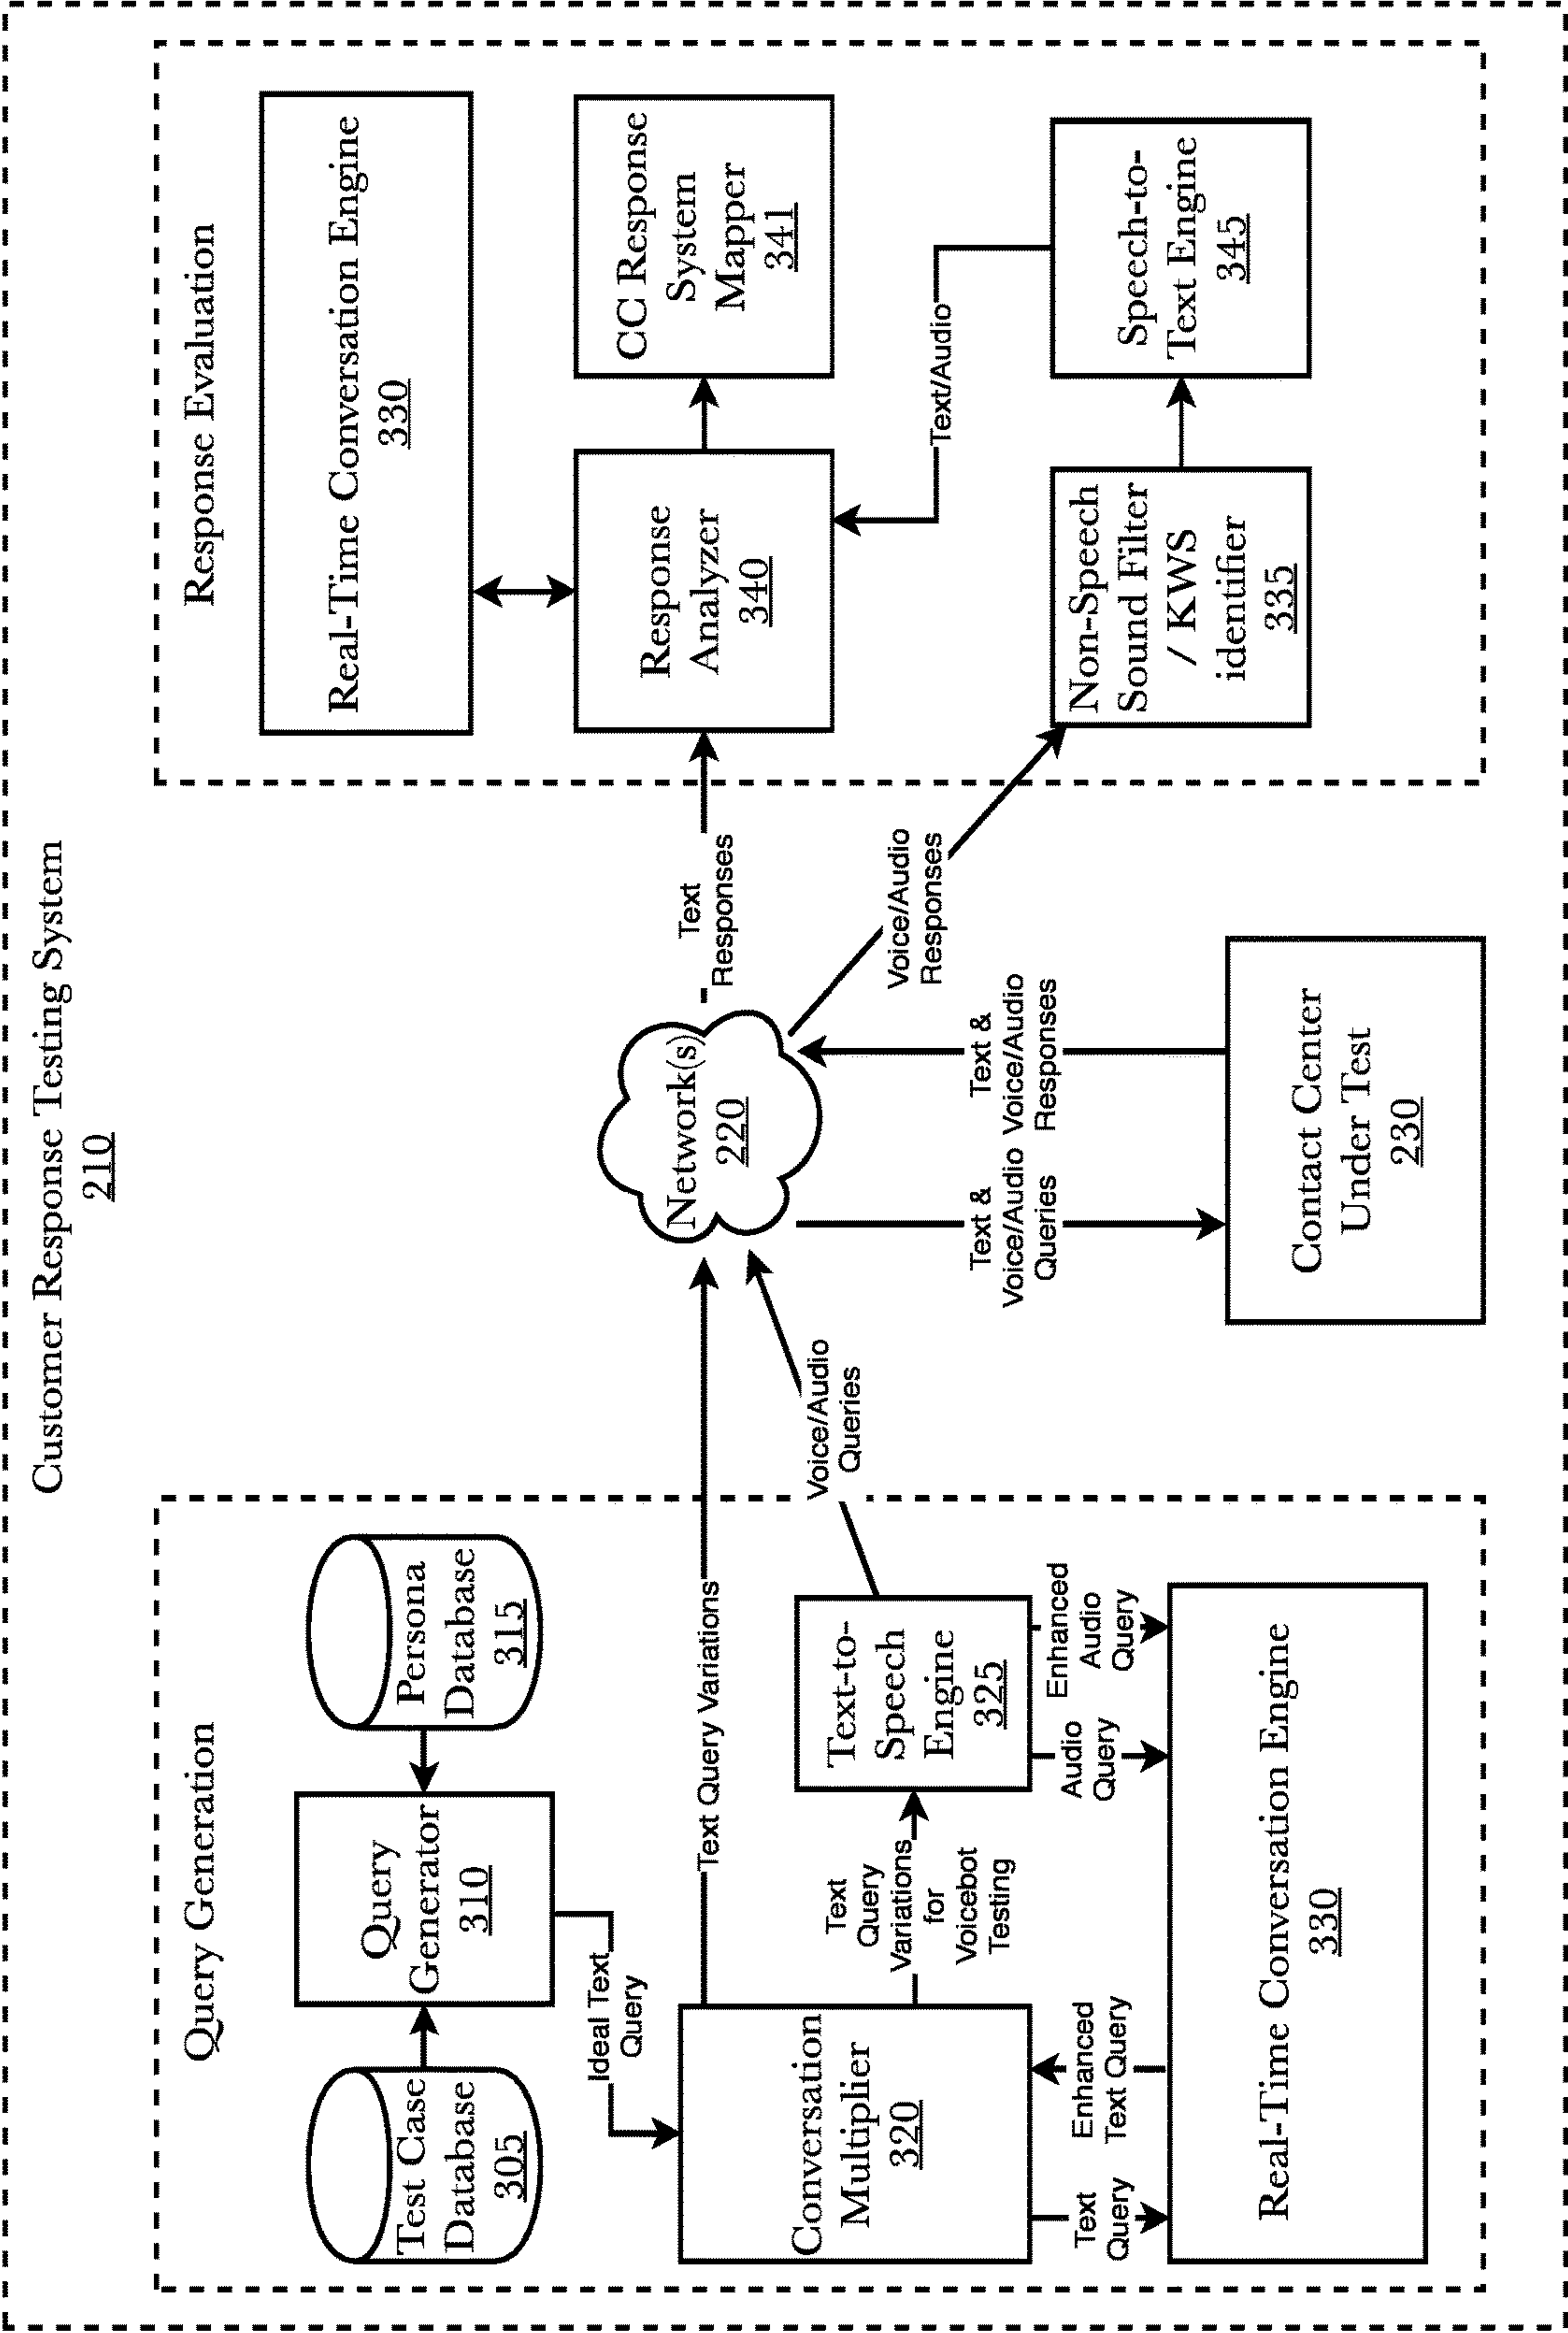 Customer Response Testing System
210
Query Generation
Test Case
Database
305
Query
Generator
310
Persona
Database
315
Ideal Text
Query
Conversation
Multiplier
320
Text Query Variations
Text
Query
Variations
for
Voicebot
Testing
Text-to-
Speech
Engine
325
Voice/Audio
Queries
Text
Query
Enhanced
Text Query
Audio
Query
Enhanced
Audio
Query
Real-Time Conversation Engine
330
Network(s)
220
Text &
Voice/Audio
Queries
Text &
Voice/Audio
Responses
Contact Center
Under Test
230
Text
Responses
Voice/Audio
Responses
Response Evaluation
Real-Time Conversation Engine
330
Response
Analyzer
340
CC Response
System
Mapper
341
Text/Audio
Non-Speech
Sound Filter
/ KWS
identifier
335
Speech-to-
Text Engine
345